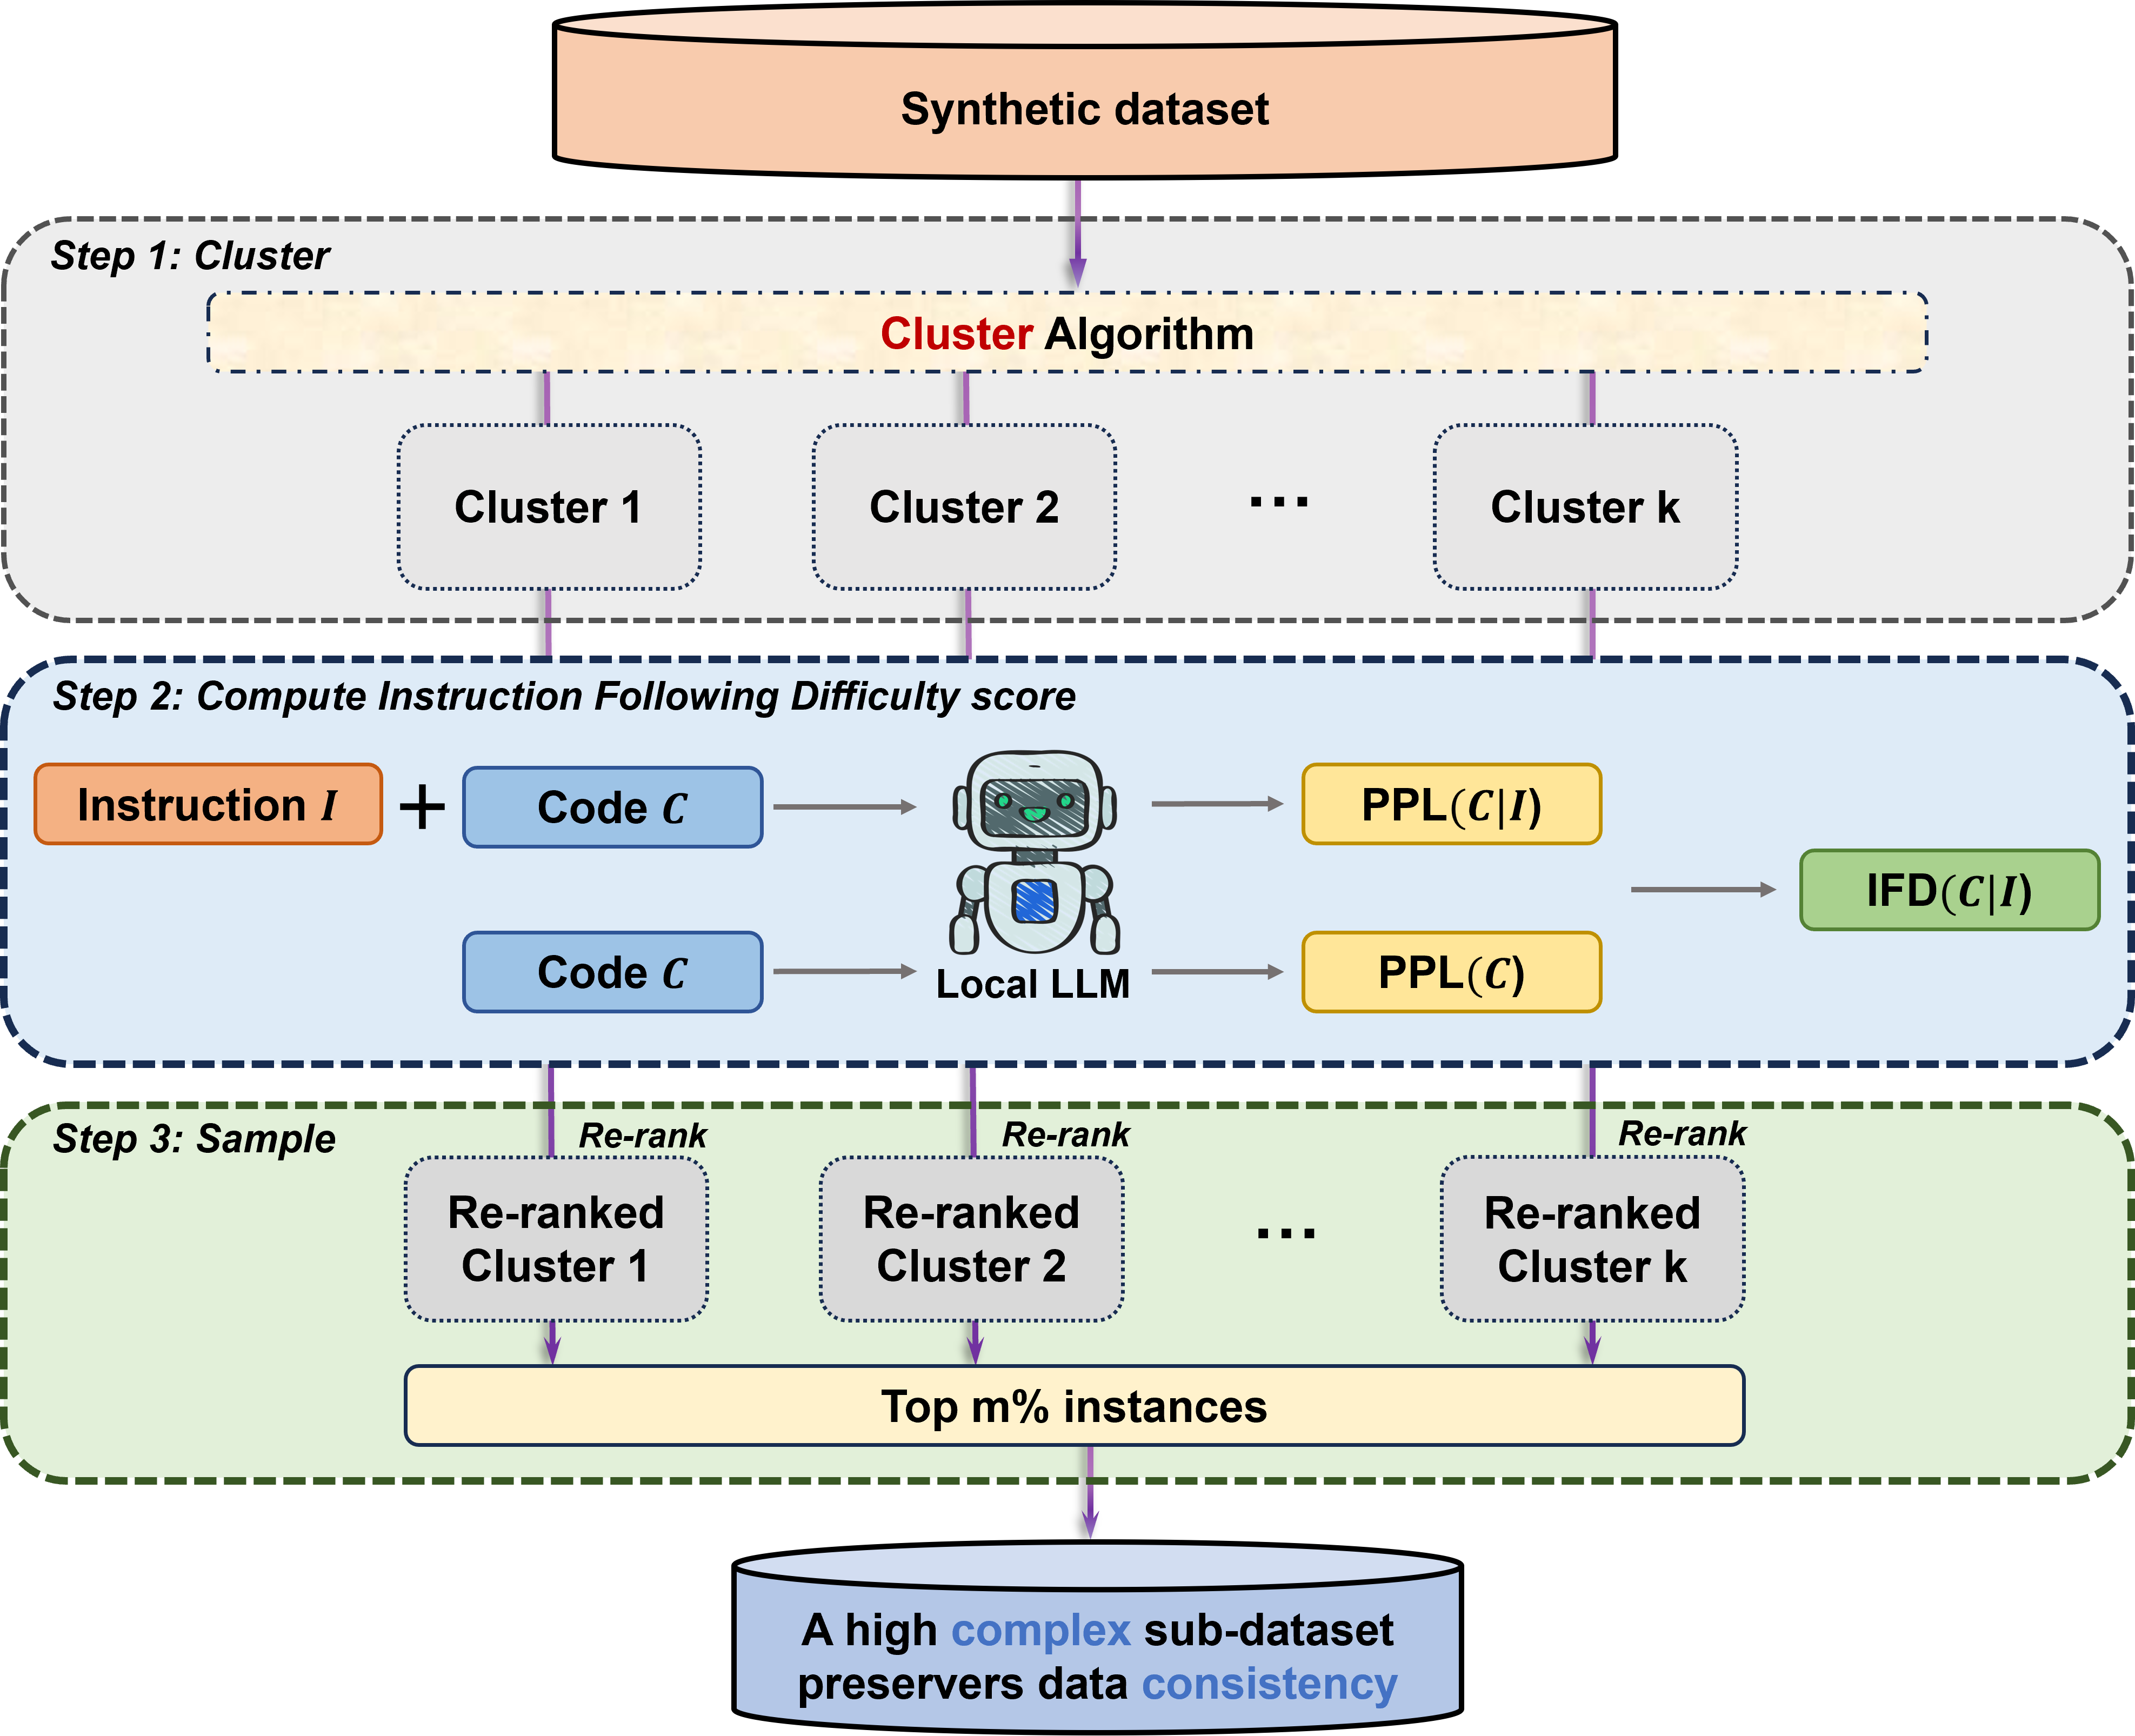 Synthetic dataset
Step 1: Cluster
Cluster Algorithm
Cluster 1
Cluster 2
...
Cluster k
Step 2: Compute Instruction Following Difficulty score
Instruction I
+
Code C
PPL(C|I)
IFD(C|I)
Code C
Local LLM
PPL(C)
Step 3: Sample
Re-rank
Re-rank
Re-rank
Re-ranked
Cluster 1
Re-ranked
Cluster 2
...
Re-ranked
Cluster k
Top m% instances
A high complex sub-dataset
preservers data consistency